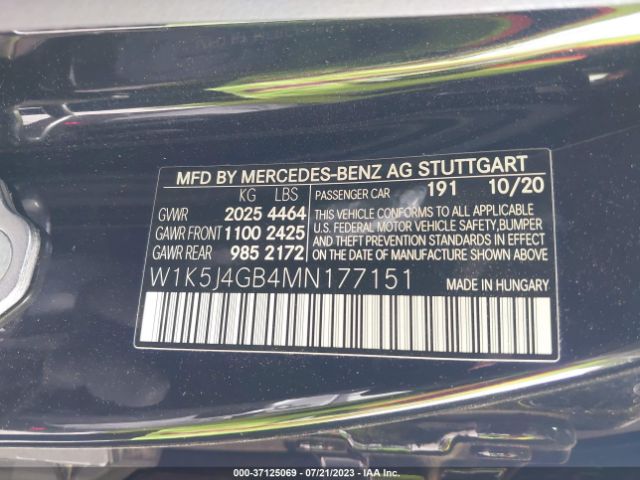 MFD BY MERCEDES-BENZ AG STUTTGART
KG LBS
GVWR 2025 4464
GAWR FRONT 1100 2425
GAWR REAR 985 2172
PASSENGER CAR 191 10/20
THIS VEHICLE CONFORMS TO ALL APPLICABLE
U.S. FEDERAL MOTOR VEHICLE SAFETY,BUMPER
AND THEFT PREVENTION STANDARDS IN EFFECT
ON THE DATE OF MANUFACTURE SHOWN ABOVE
W1K5J4GB4MN177151
MADE IN HUNGARY
000-37125069 - 07/21/2023 - IAA Inc.